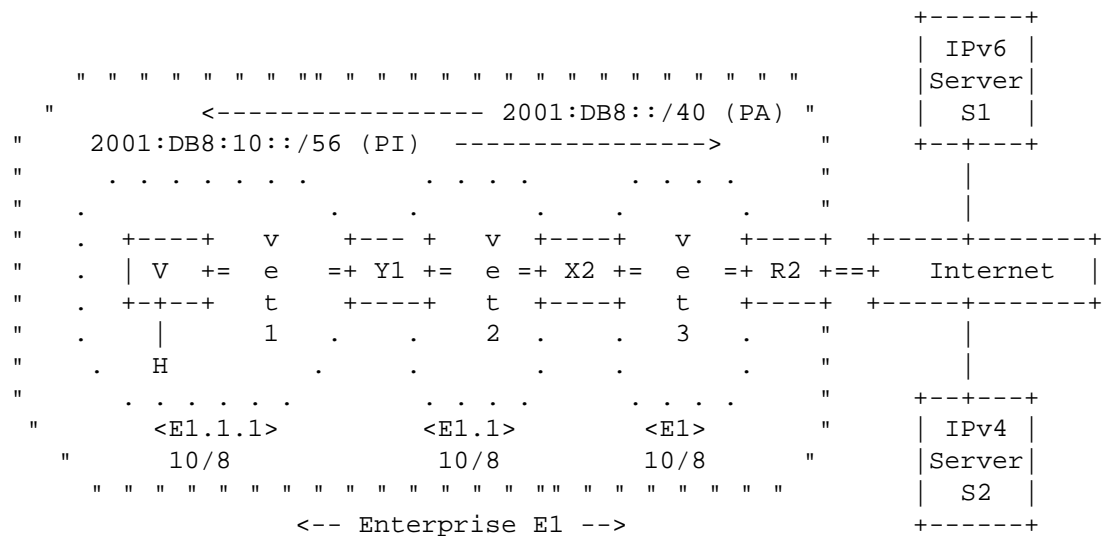 +------+
                                                         | IPv6 |
    " " " " " " " "" " " " " " " " " " " " " " " "        |Server|
  "         <----------------- 2001:DB8::/40 (PA) "      |  S1  |
"    2001:DB8:10::/56 (PI)  ---------------->      "     +--+---+
"     . . . . . . .       . . . .     . . . .      "        |
"   .               .    .       .    .       .    "        |
"   .  +----+   v     +--- +   v  +----+   v    +----+  +-----+-------+
"   .  | V  +=  e    =+ Y1 +=  e =+ X2 +=  e   =+ R2 +==+   Internet  |
"   .  +-+--+   t     +----+   t  +----+   t    +----+  +-----+-------+
"   .    |      1   .    .     2  .    .   3   .   "        |
"    .   H         .     .       .    .       .    "        |
"      . . . . . .        . . . .     . . . .      "     +--+---+
 "       <E1.1.1>         <E1.1>        <E1>       "     | IPv4 |
   "      10/8             10/8         10/8      "      |Server|
     " " " " " " " " " " " " " " "" " " " " " " "         |  S2  |
                  <-- Enterprise E1 -->                  +------+